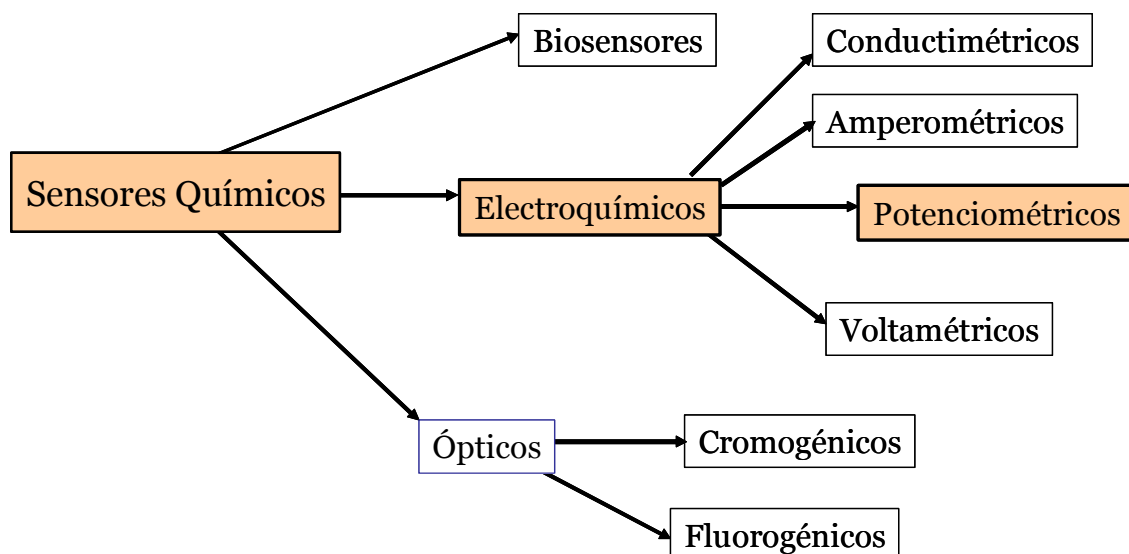 Biosensores
Conductimétricos
Amperométricos
Sensores Químicos
Electroquímicos
Potenciométricos
Voltamétricos
Ópticos
Cromogénicos
Fluorogénicos